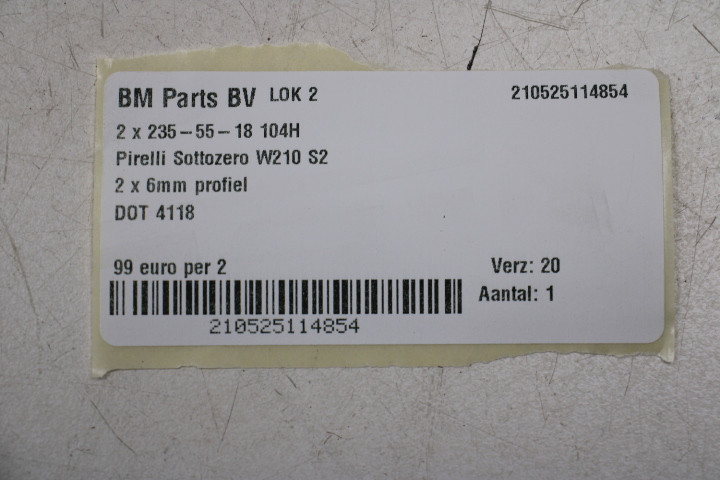 BM Parts BV LOK 2 210525114854
2 x 235-55-18 104H
Pirelli Sottozero W210 S2
2 x 6mm profiel
DOT 4118
99 euro per 2 Verz: 20
Aantal: 1
210525114854